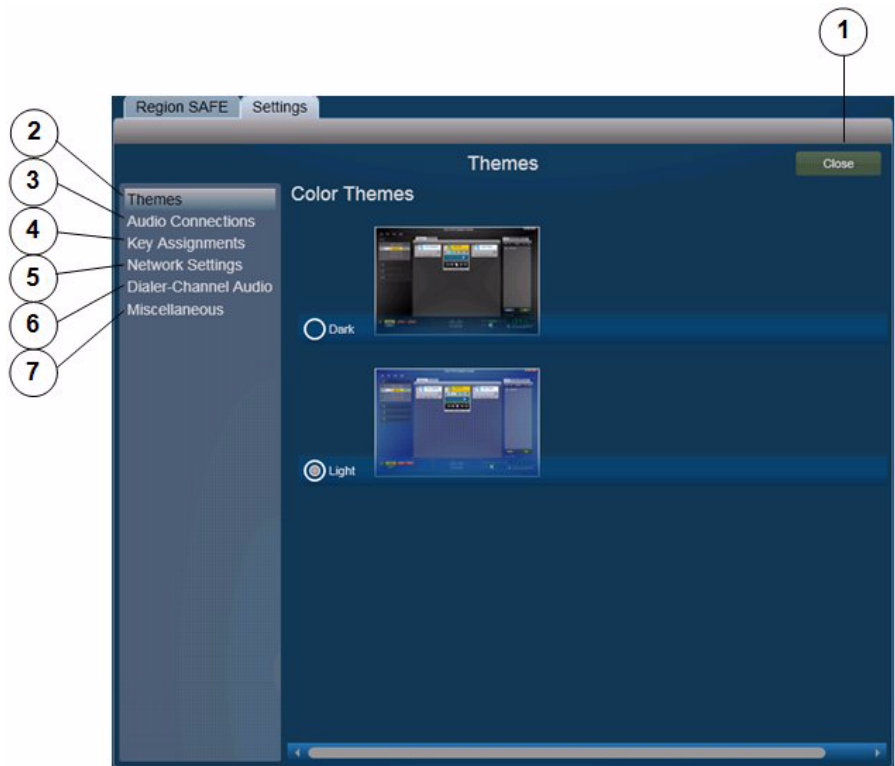 1
Region SAFE Settings
2
Themes Close
3
Themes
Color Themes
Audio Connections
4
Key Assignments
Network Settings
5
Dialer-Channel Audio
6
Miscellaneous
Dark
7
Light